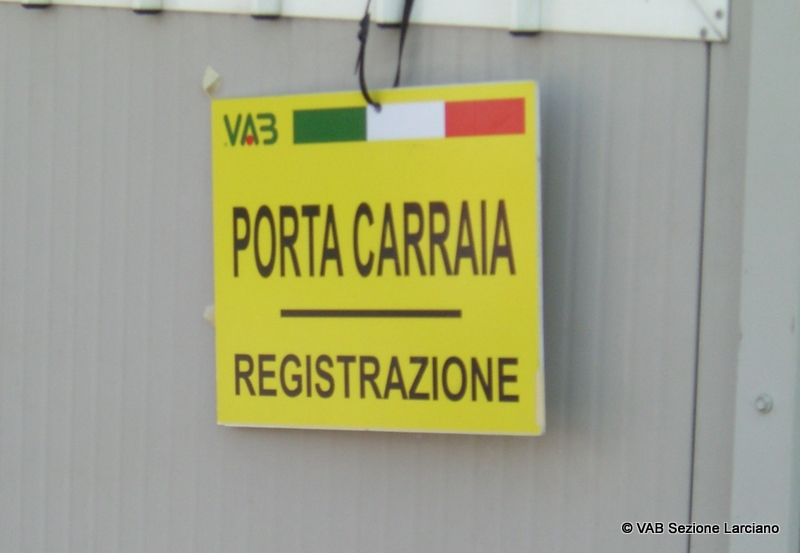 VAB
PORTA CARRAIA
REGISTRAZIONE
© VAB Sezione Larciano